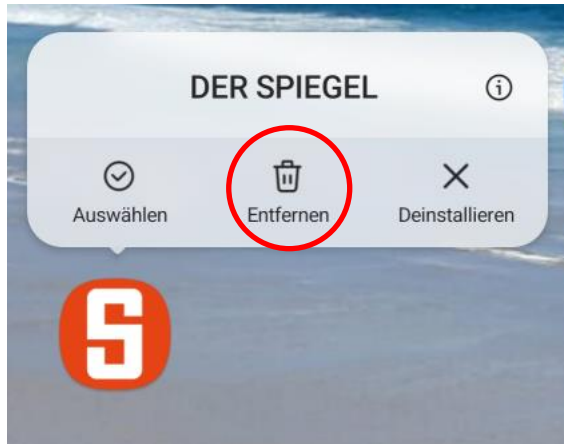 DER SPIEGEL
Auswählen
Entfernen
Deinstallieren
S